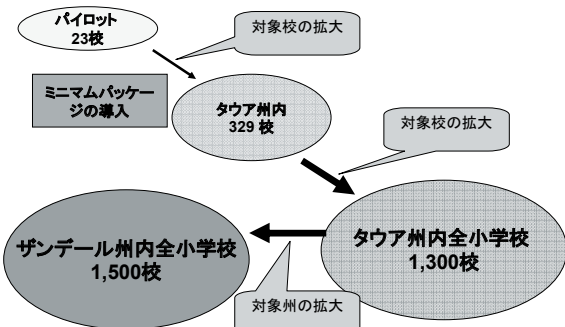 パイロット
23校
対象校の拡大
ミニマムパッケー
ジの導入
タウア州内
329 校
対象校の拡大
ザンデール州内全小学校
1,500校
タウア州内全小学校
1,300校
対象州の拡大